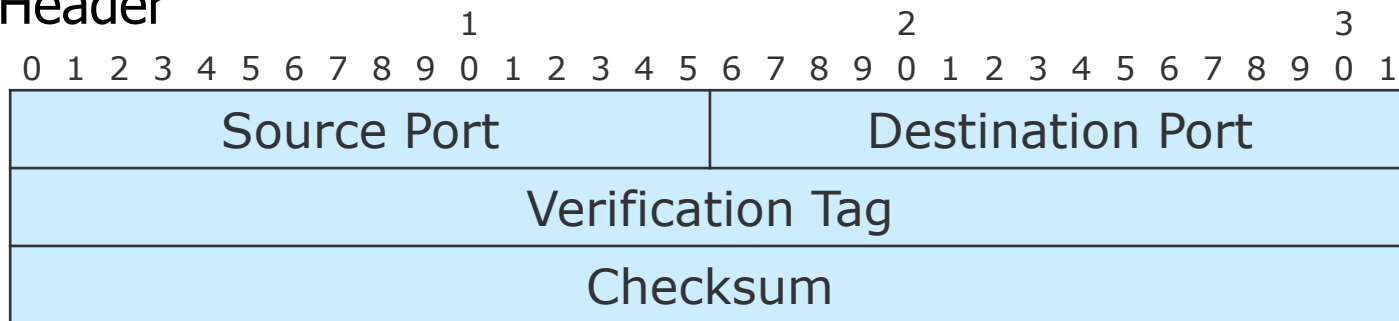 Header
1 2 3
0 1 2 3 4 5 6 7 8 9 0 1 2 3 4 5 6 7 8 9 0 1 2 3 4 5 6 7 8 9 0 1
Source Port Destination Port
Verification Tag
Checksum